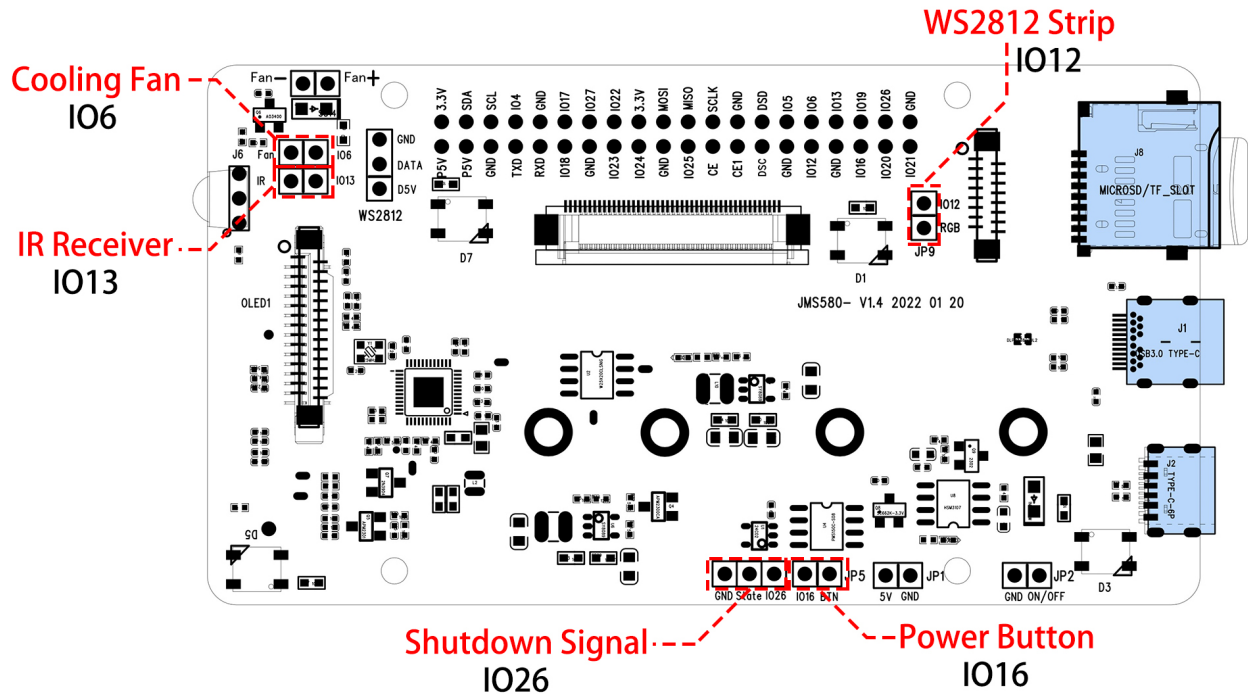 WS2812 Strip
IO12
Cooling Fan
IO6
Fan- Fan+
3.3V SDA SCL IO4 GND IO17 IO27 IO22 3.3V MOSI MISO SCLK GND DSD IO5 IO6 IO13 IO19 IO26 GND
P5V P5V GND TXD RXD IO18 GND IO23 IO24 GND IO25 CE CE1 DSC GND IO12 GND IO16 IO20 IO21
J6
Fan IO6
IR IO13
GND
DATA
D5V
WS2812
J8
MICROSD/TF_SLOT
IO12
RGB
JP9
IR Receiver
IO13
D7
D1
OLED1
JMS580- V1.4 2022 01 20
J1
USB3.0 TYPE-C
J2
TYPE-C-6P
D5
D3
GND State IO26
IO16 BTN
JP5
5V GND
JP1
GND ON/OFF
JP2
Shutdown Signal
IO26
Power Button
IO16